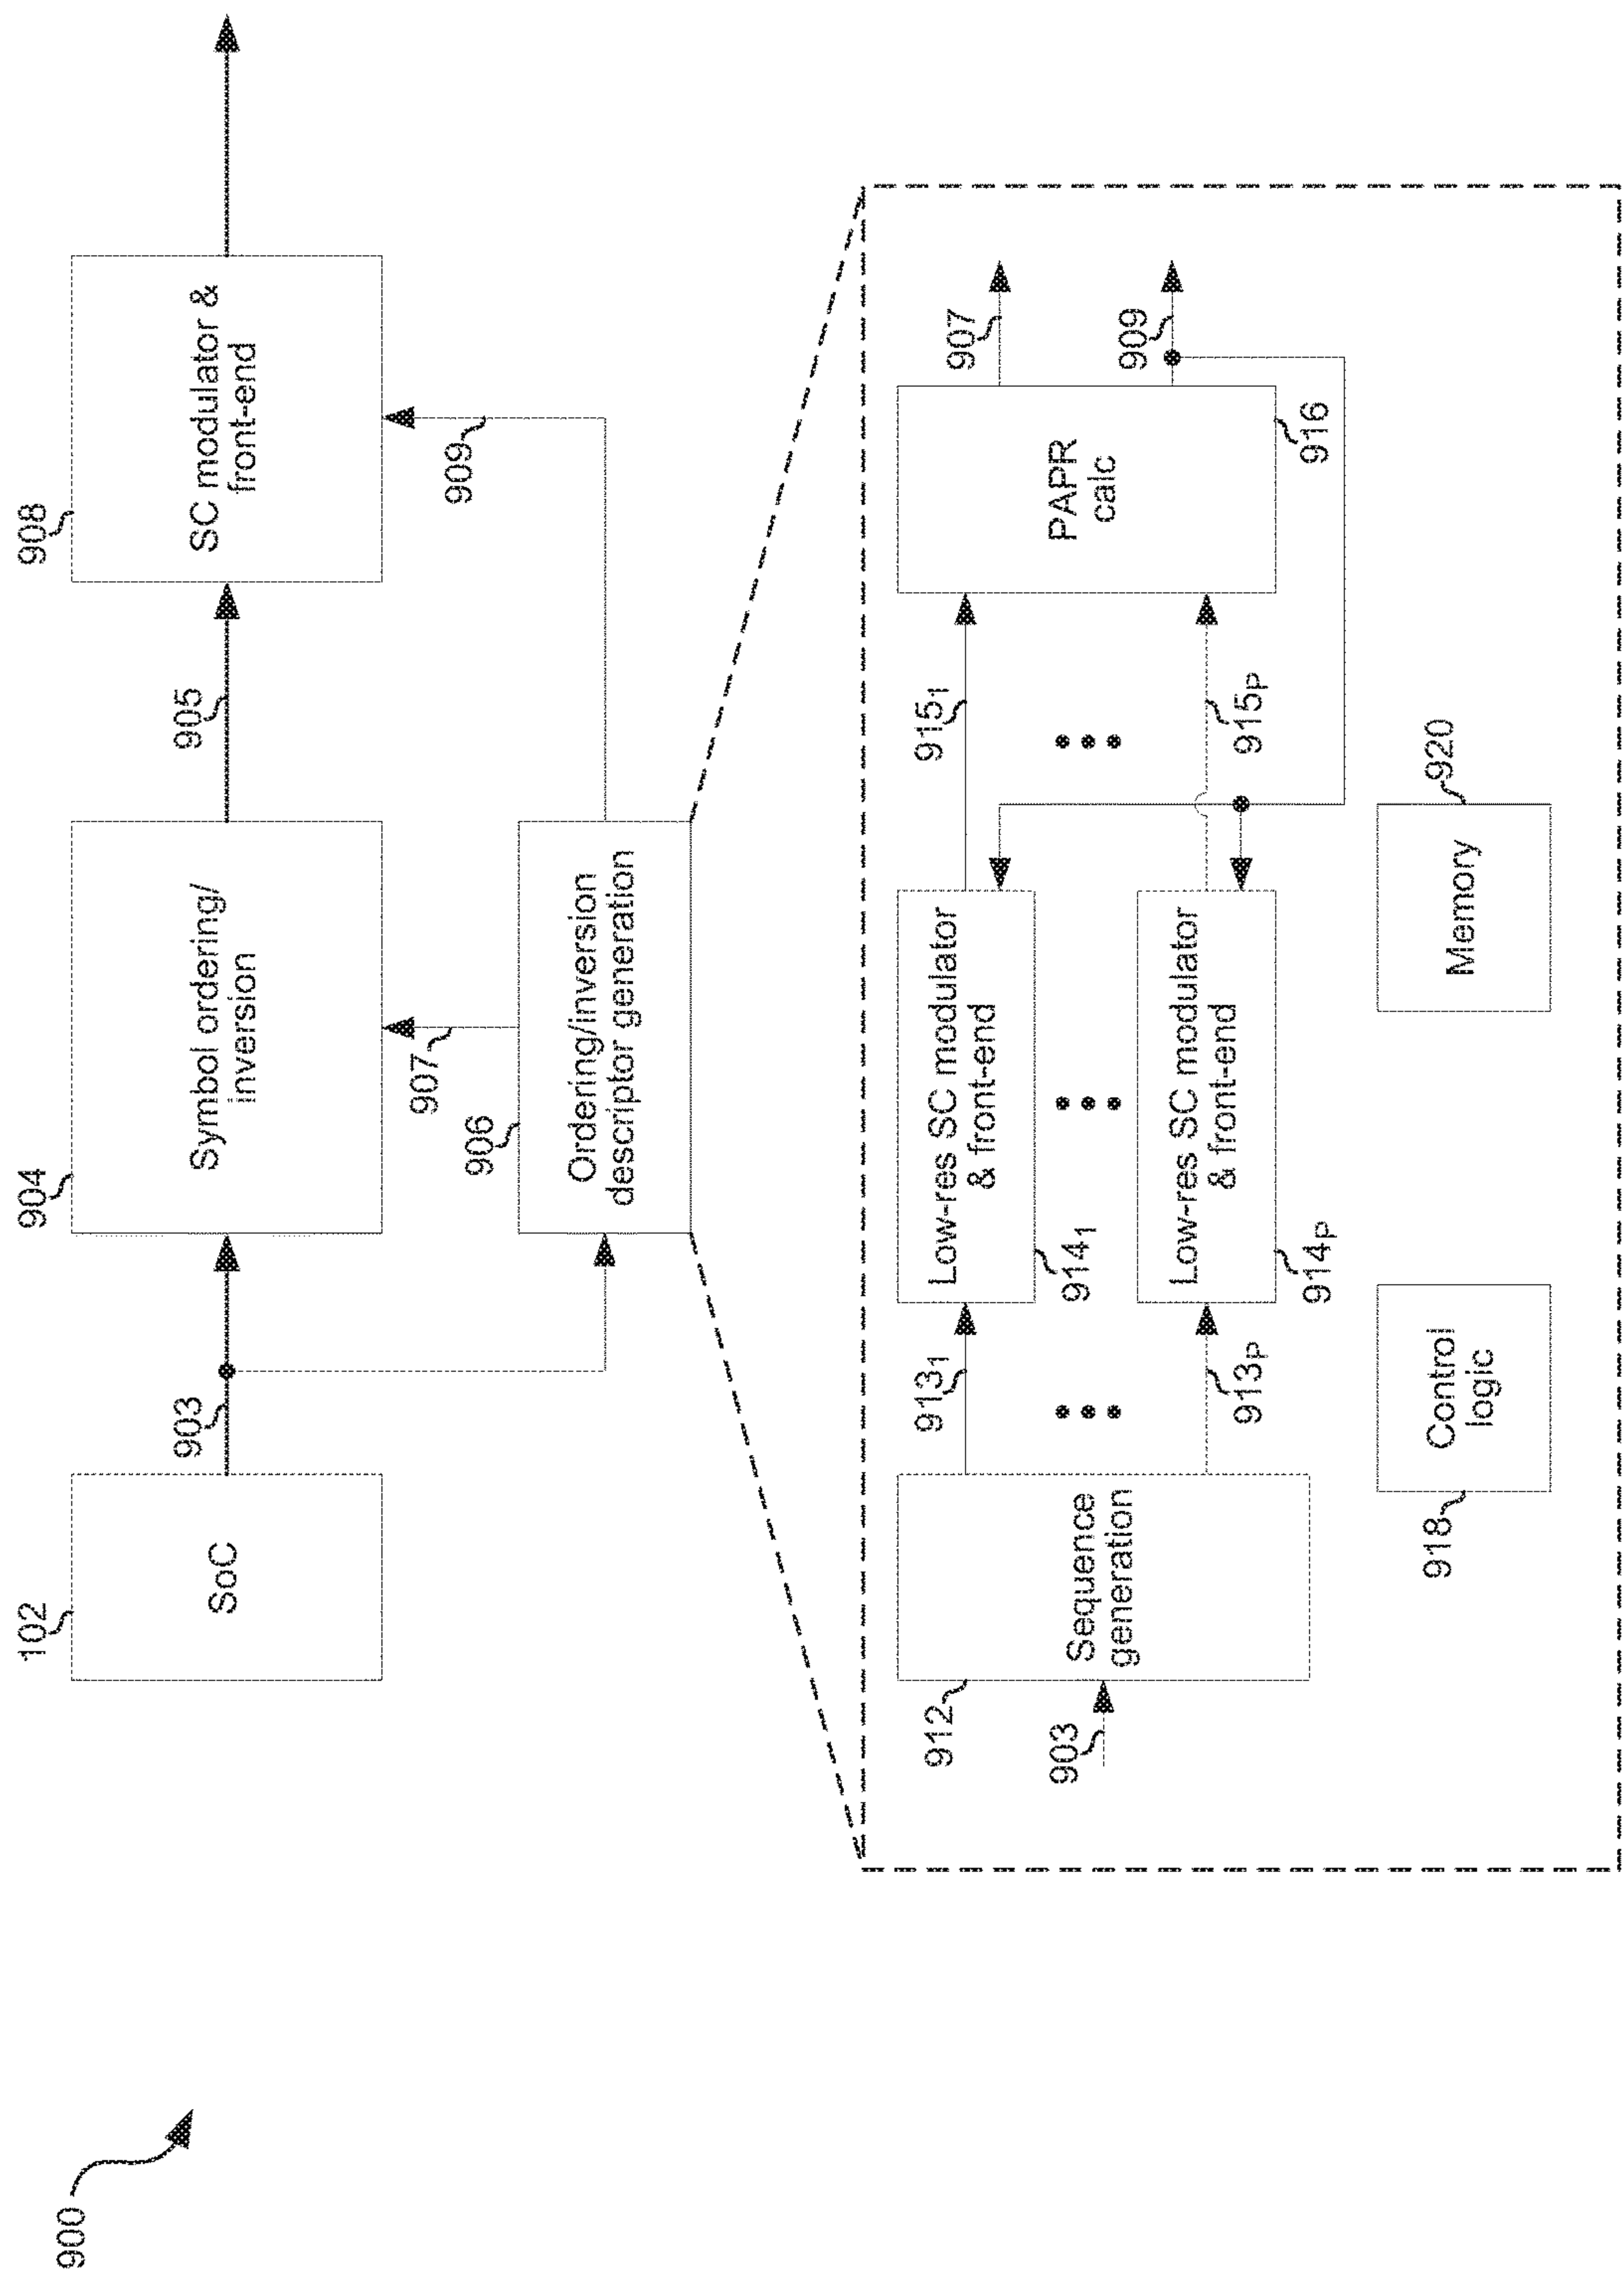 900
102
SoC
903
904
Symbol ordering/
inversion
905
908
SC modulator &
front-end
906
907
Ordering/inversion
descriptor generation
909
912
903
Sequence
generation
913₁
913P
914₁
Low-res SC modulator
& front-end
914P
Low-res SC modulator
& front-end
915₁
915P
PAPR
calc
916
907
909
918
Control
logic
920
Memory